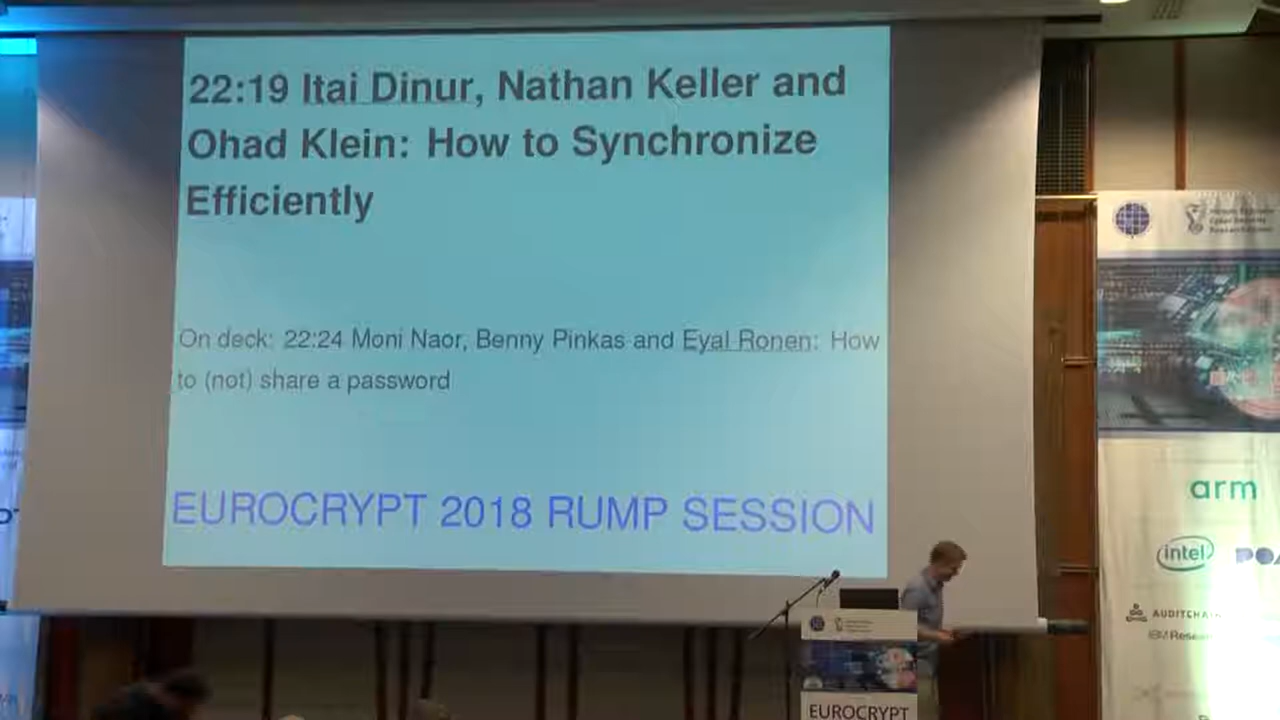 22:19 Itai Dinur, Nathan Keller and
Ohad Klein: How to Synchronize
Efficiently
On deck: 22:24 Moni Naor, Benny Pinkas and Eyal Ronen: How
to (not) share a password
EUROCRYPT 2018 RUMP SESSION
arm
intel
IBM
EUROCRYPT